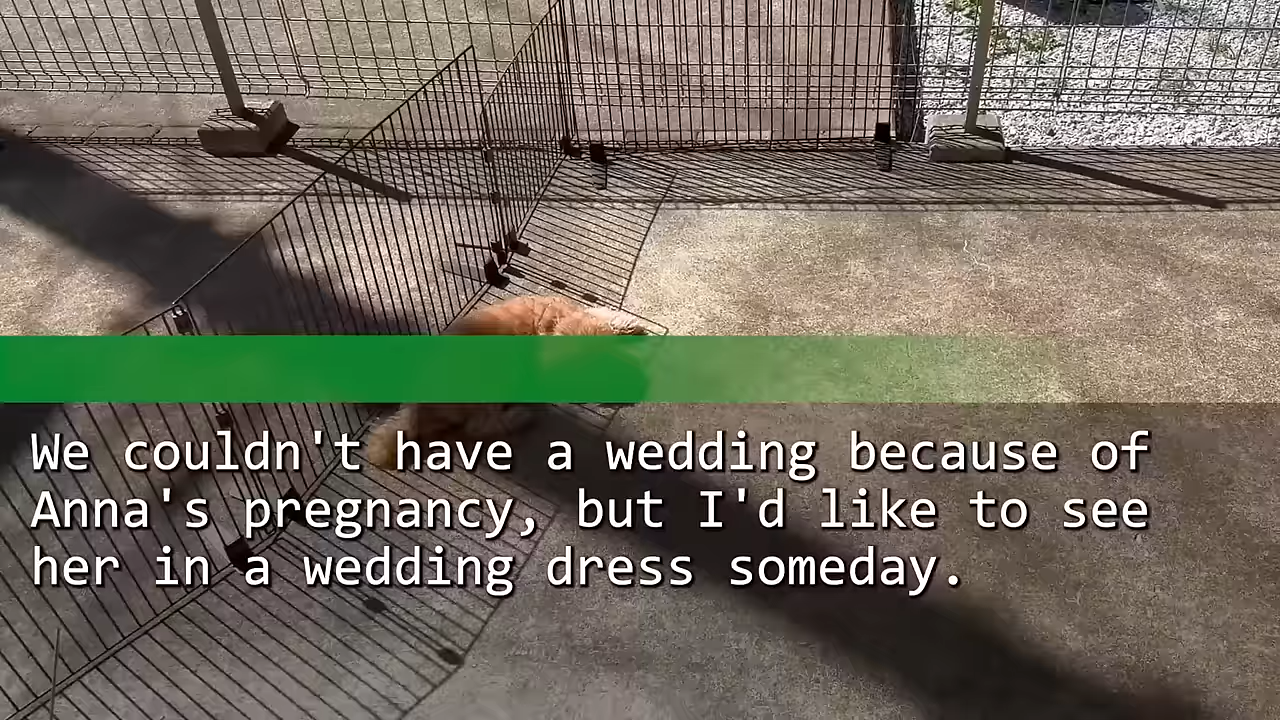 We couldn't have a wedding because of
Anna's pregnancy, but I'd like to see
her in a wedding dress someday.